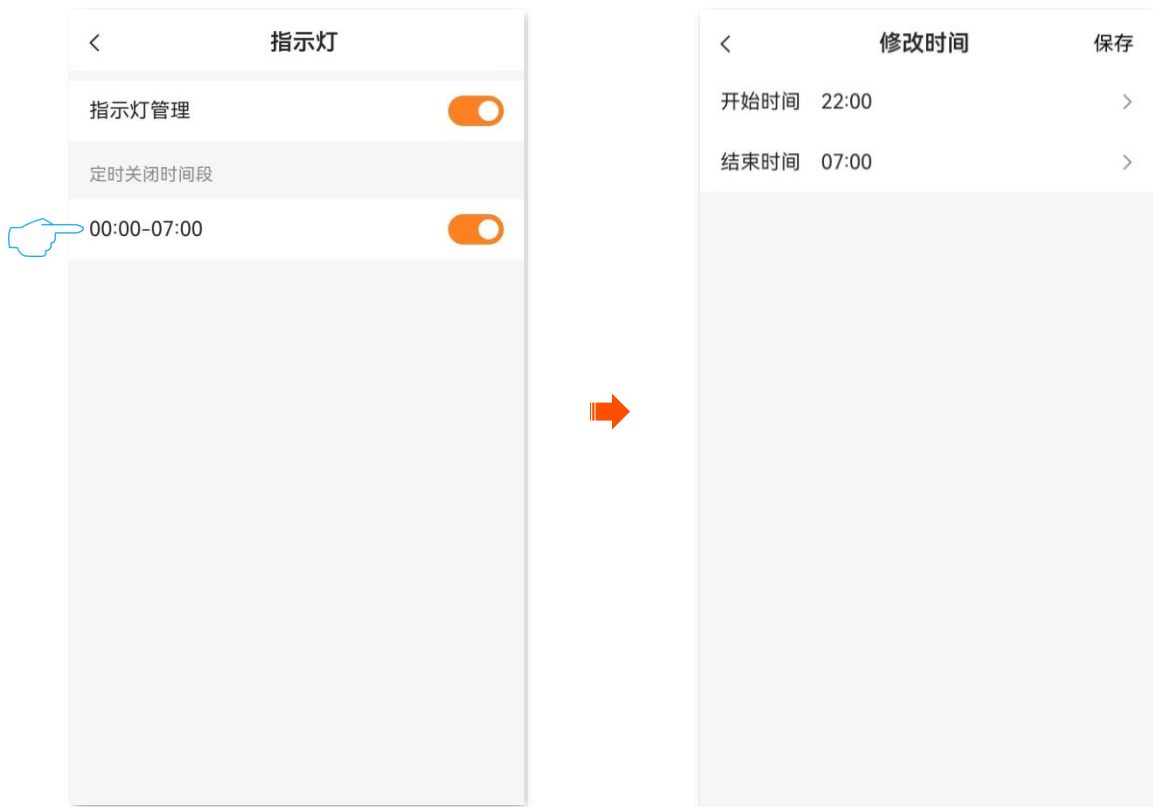 指示灯
指示灯管理
定时关闭时间段
00:00-07:00
修改时间
保存
开始时间 22:00
结束时间 07:00